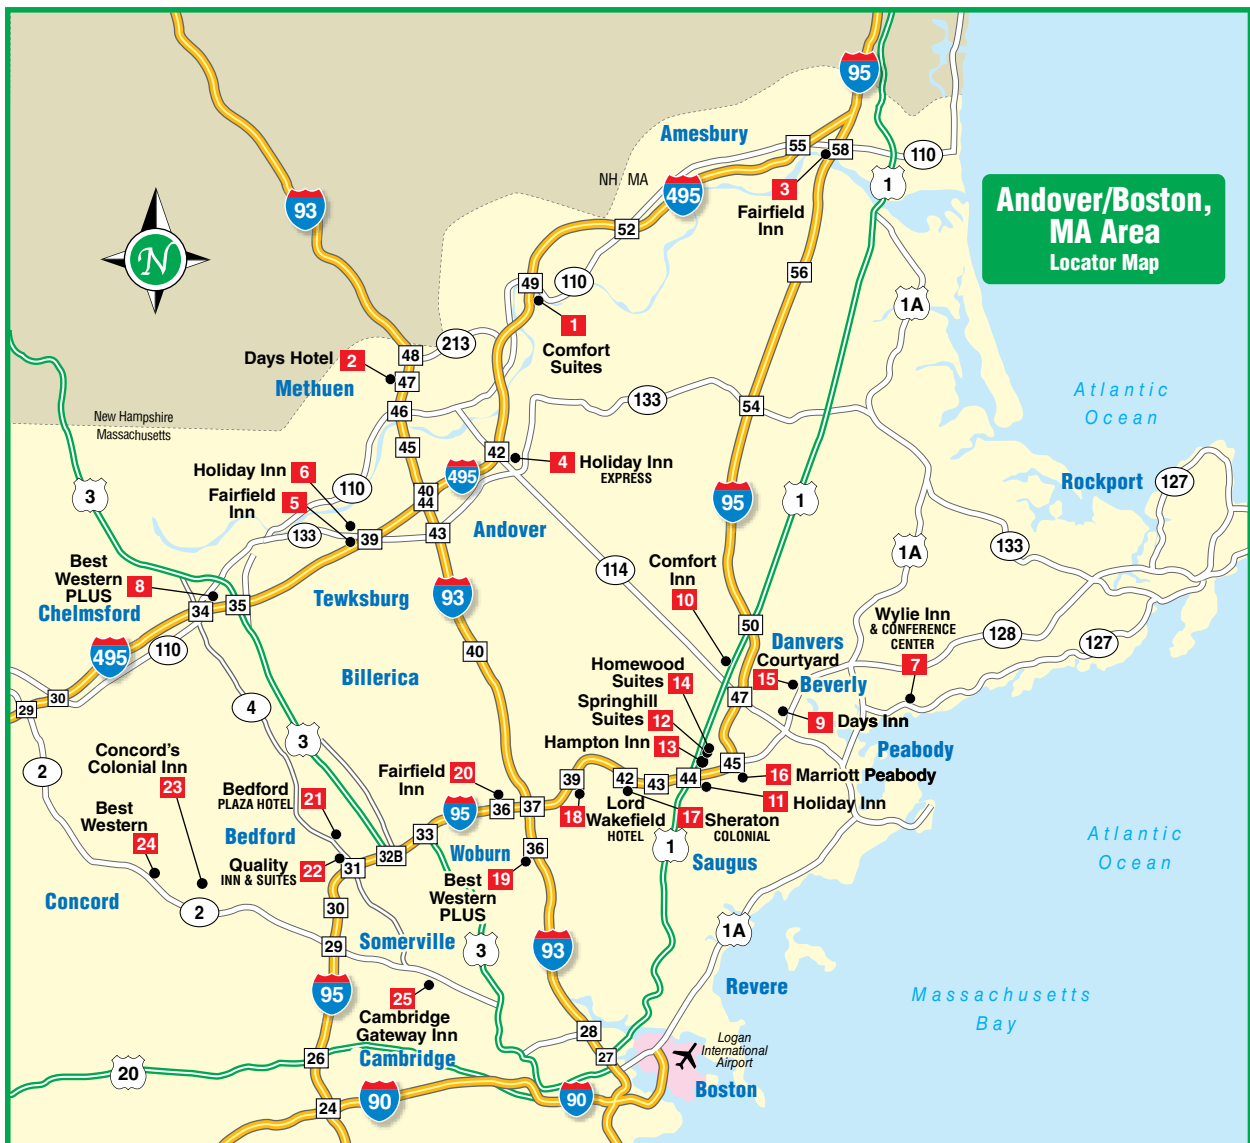 95
Amesbury
55
58
110
NH
MA
495
3
Fairfield
Inn
1
93
52
Andover/Boston,
MA Area
Locator Map
N
49
110
56
1A
1
Comfort
Suites
213
48
Days Hotel
2
47
Methuen
46
New Hampshire
Massachusetts
133
54
Atlantic
Ocean
45
42
4
Holiday Inn
EXPRESS
Holiday Inn
6
Fairfield
Inn
5
495
40
44
110
3
95
1
Rockport
127
133
39
43
Andover
1A
133
Best
Western
PLUS
8
114
Comfort
Inn
10
Chelmsford
34
35
Tewksburg
93
50
Danvers
Wylie Inn
& CONFERENCE
CENTER
7
128
127
495
110
40
Billerica
Homewood
Suites
14
Courtyard
15
Beverly
Springhill
Suites
12
47
9
Days Inn
29
30
4
3
Hampton Inn
13
Peabody
2
Concord's
Colonial Inn
23
Fairfield
Inn
20
39
42
43
44
45
16
Marriott Peabody
Bedford
PLAZA HOTEL
21
95
36
37
18
Lord
Wakefield
HOTEL
17
Sheraton
COLONIAL
11
Holiday Inn
Best
Western
24
Bedford
33
32B
Woburn
36
1
Saugus
Atlantic
Ocean
Quality
INN & SUITES
22
31
Best
Western
PLUS
19
Concord
30
2
29
Somerville
3
93
1A
95
25
Cambridge
Gateway Inn
Revere
Massachusetts
Bay
28
Logan
International
Airport
26
Cambridge
27
20
Boston
24
90
90